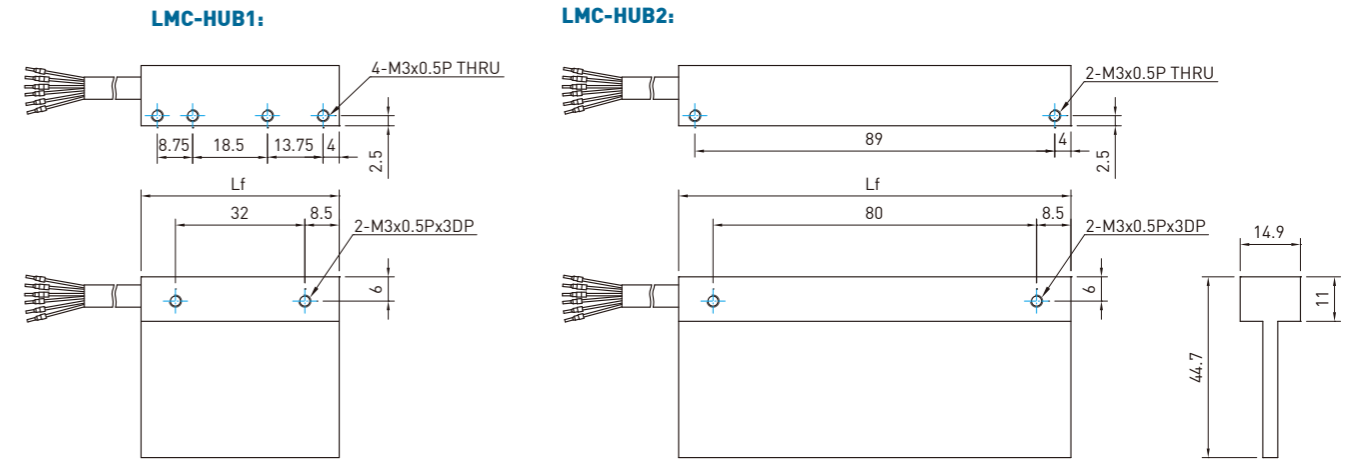 LMC-HUB1:
4-M3x0.5P THRU
8.75
18.5
13.75
4
2.5
Lf
32
8.5
2-M3x0.5Px3DP
6
LMC-HUB2:
2-M3x0.5P THRU
89
4
2.5
Lf
80
8.5
2-M3x0.5Px3DP
6
14.9
11
44.7